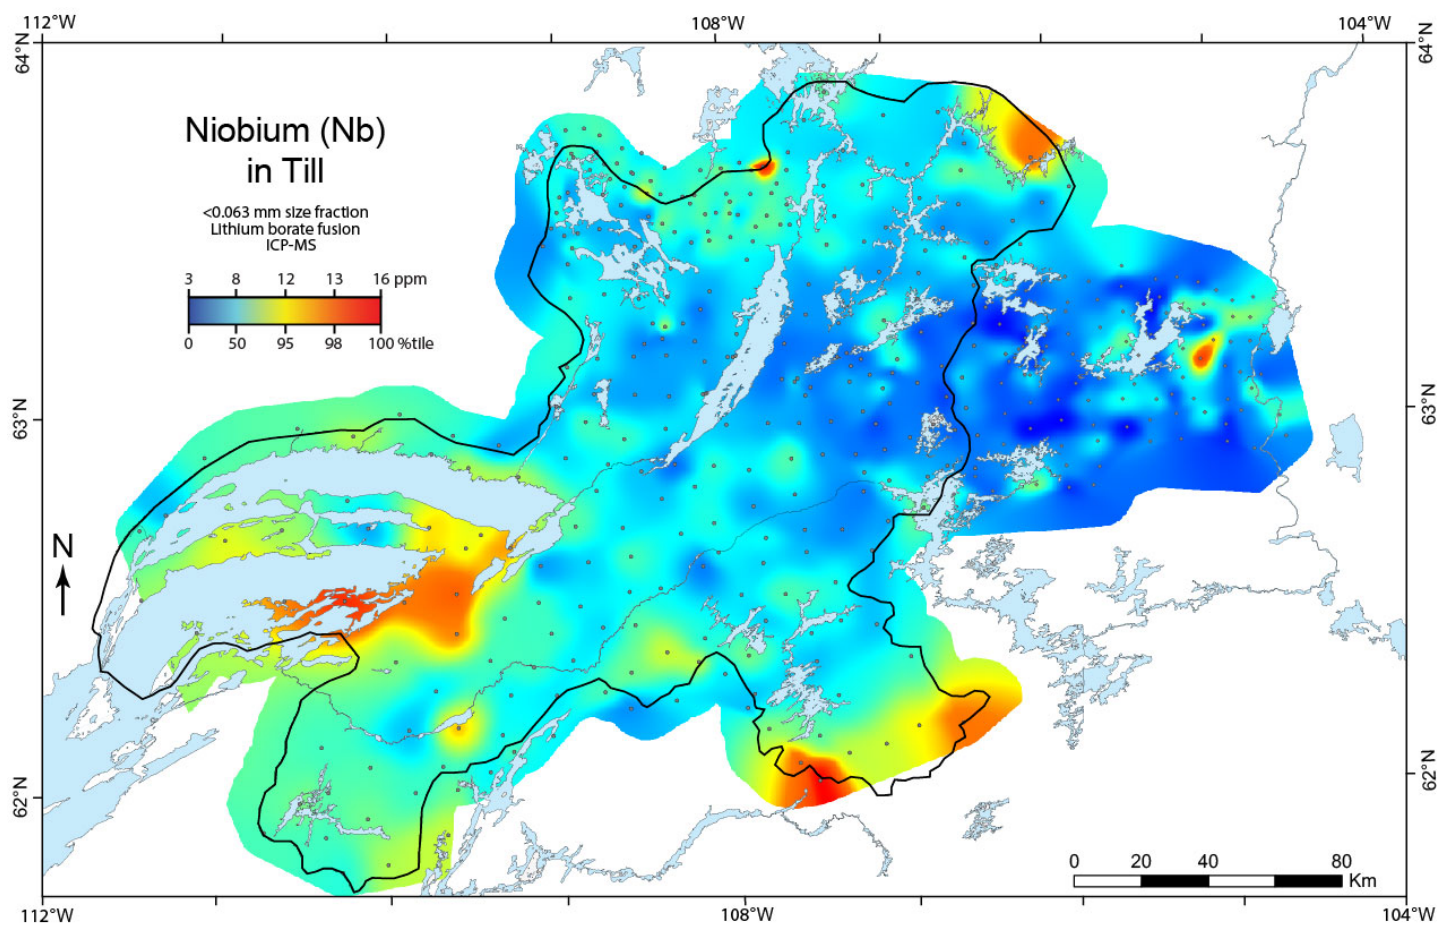 112°W 108°W 104°W
64°N 64°N
Niobium (Nb)
in Till
<0.063 mm size fraction
Lithium borate fusion
ICP-MS
3 8 12 13 16 ppm
0 50 95 98 100 %tile
63°N 63°N
N
62°N 62°N
0 20 40 80
Km
112°W 108°W 104°W